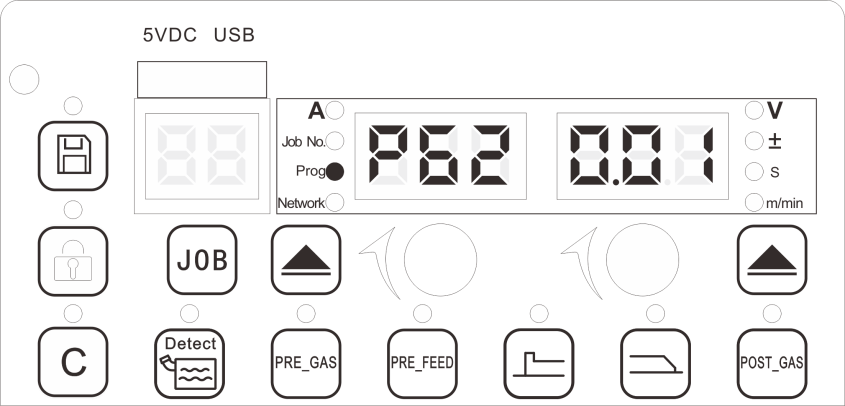 5VDC USB
A
V
Job No.
±
Prog
P62
0.01
S
Network
m/min
JOB
C
Detect
PRE_GAS
PRE_FEED
POST_GAS